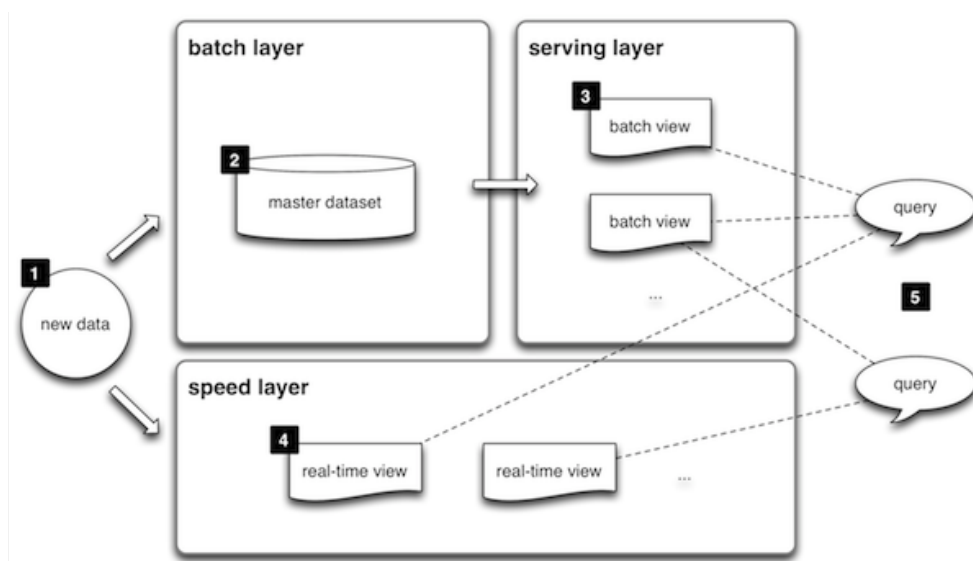 batch layer
serving layer
3
batch view
2
master dataset
batch view
query
1
new data
...
5
query
speed layer
4
real-time view
real-time view
...